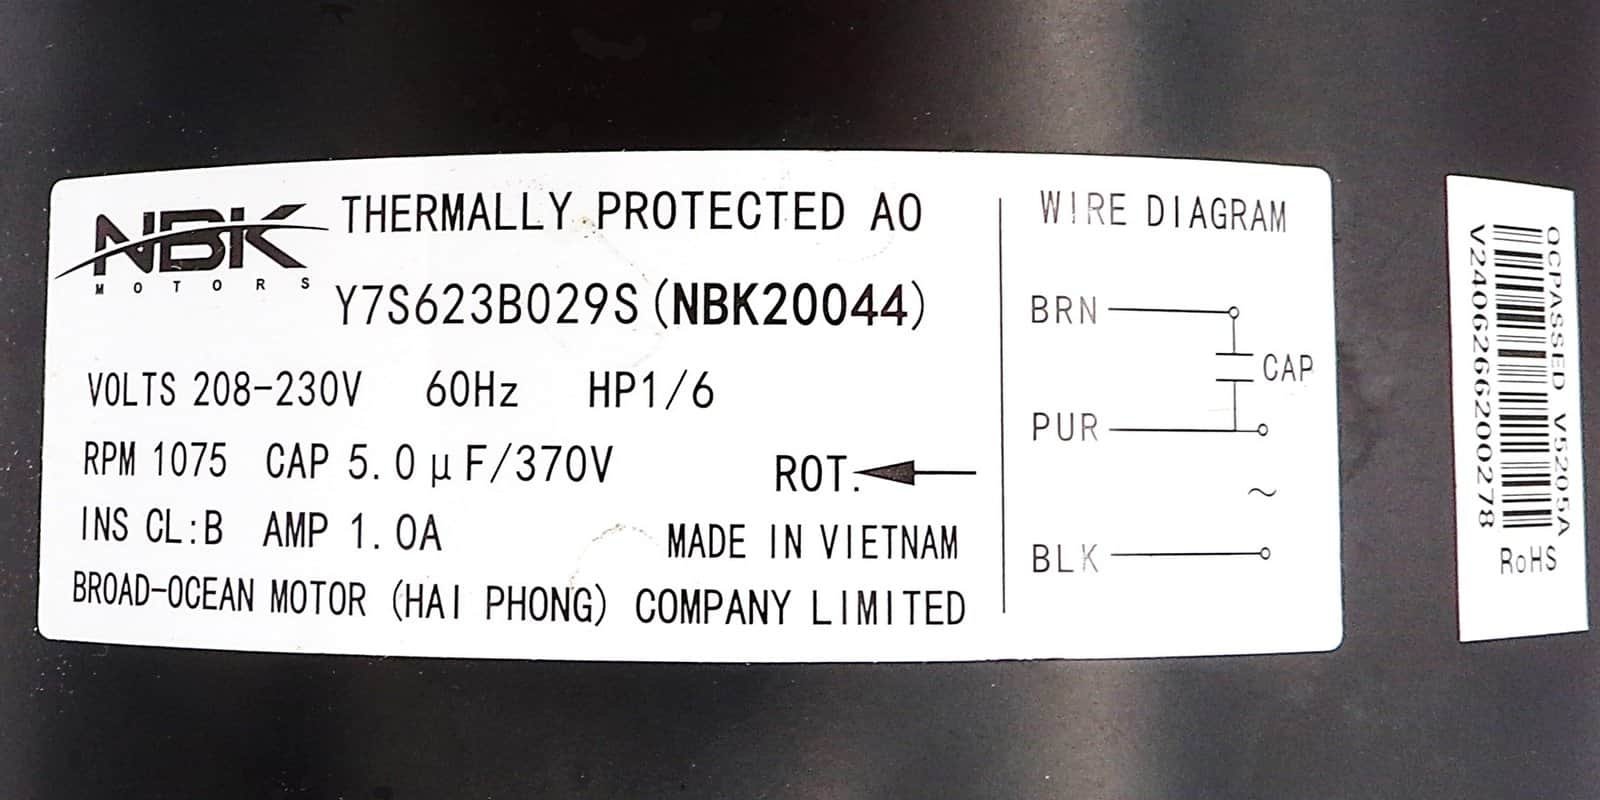 NBK
MOTORS
THERMALLY PROTECTED AO
Y7S623B029S (NBK20044)
VOLTS 208-230V 60Hz HP1/6
RPM 1075 CAP 5.0 μF/370V
ROT.
INS CL:B AMP 1.0A
MADE IN VIETNAM
BROAD-OCEAN MOTOR (HAI PHONG) COMPANY LIMITED
WIRE DIAGRAM
BRN
CAP
PUR
~
BLK
QCPASSED V5205A
V24062662000278
RoHS